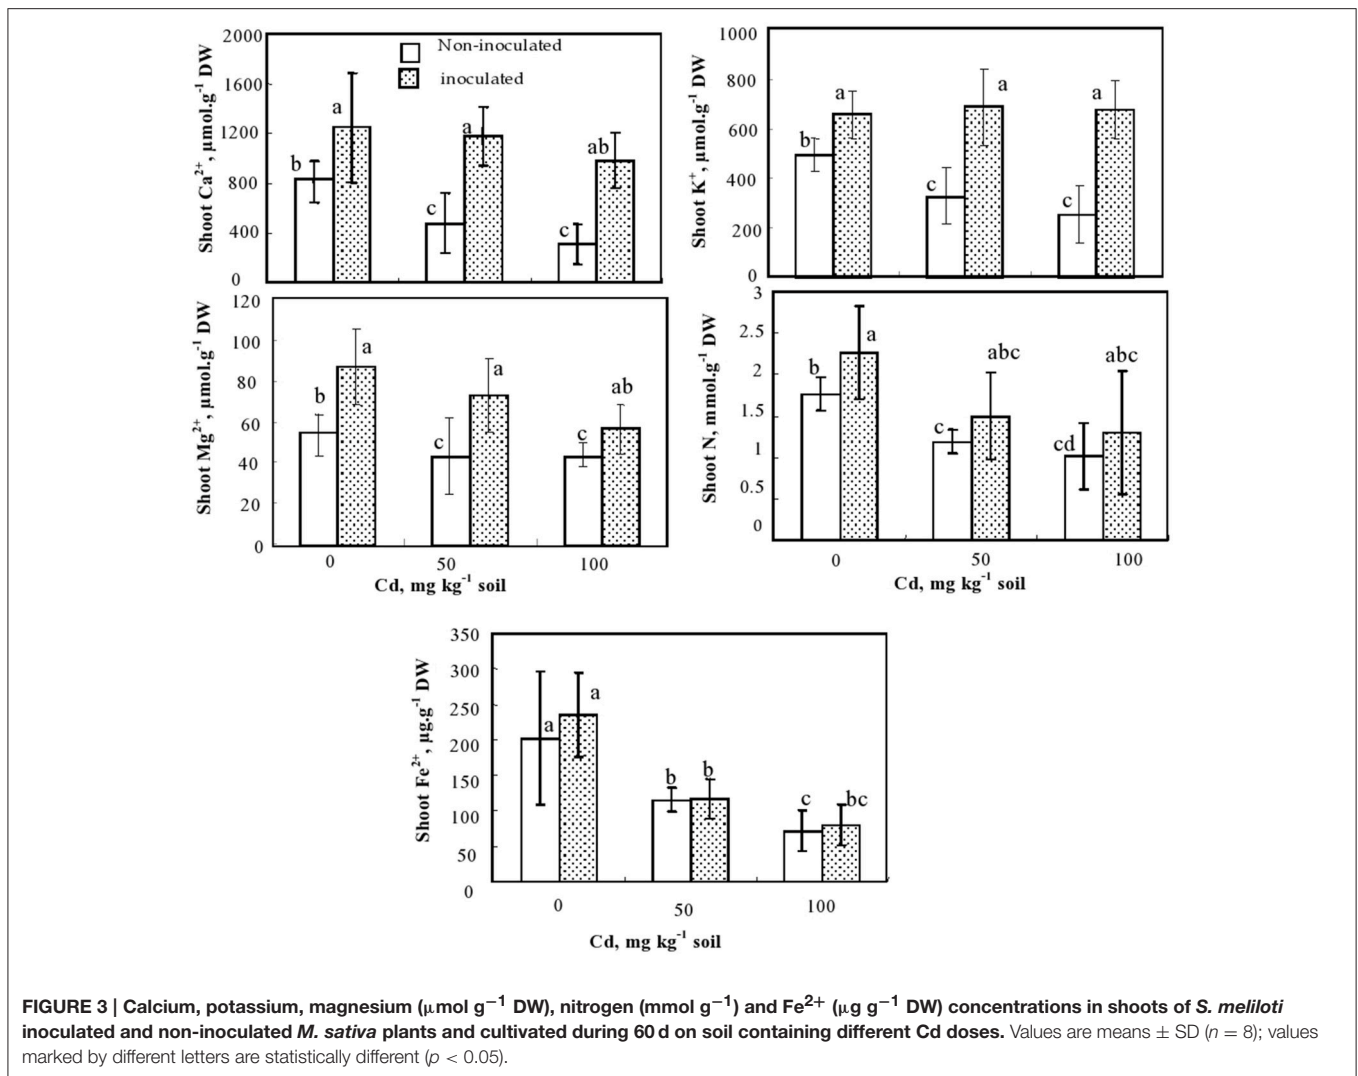 2000
1600
1200
800
400
0
Shoot Ca²⁺, µmol.g⁻¹ DW
Non-inoculated
inoculated
b
a
c
a
c
ab
1000
800
600
400
200
0
Shoot K⁺, µmol.g⁻¹ DW
b
a
c
a
c
a
120
100
80
60
40
20
0
Shoot Mg²⁺, µmol.g⁻¹ DW
b
a
c
a
c
ab
0
50
100
Cd, mg kg⁻¹ soil
3
2.5
2
1.5
1
0.5
0
Shoot N, mmol.g⁻¹ DW
b
a
c
abc
cd
abc
0
50
100
Cd, mg kg⁻¹ soil
350
300
250
200
150
100
50
0
Shoot Fe²⁺, µg.g⁻¹ DW
a
a
b
b
c
bc
0
50
100
Cd, mg kg⁻¹ soil
FIGURE 3 | Calcium, potassium, magnesium (µmol g⁻¹ DW), nitrogen (mmol g⁻¹) and Fe²⁺ (µg g⁻¹ DW) concentrations in shoots of S. meliloti
inoculated and non-inoculated M. sativa plants and cultivated during 60 d on soil containing different Cd doses. Values are means ± SD (n = 8); values
marked by different letters are statistically different (p < 0.05).